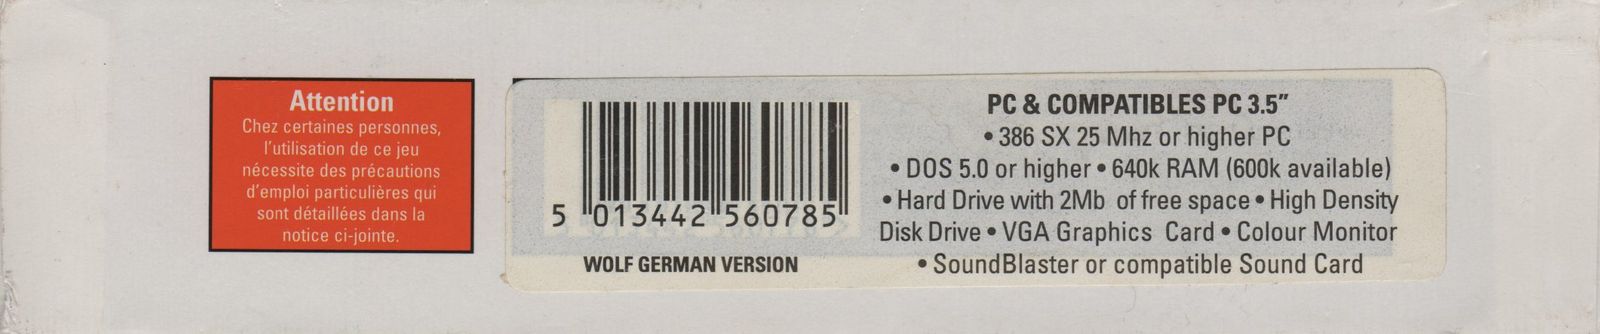 Attention
Chez certaines personnes,
l'utilisation de ce jeu
nécessite des précautions
d'emploi particulières qui
sont détaillées dans la
notice ci-jointe.
5 013442 560785
WOLF GERMAN VERSION
PC & COMPATIBLES PC 3.5"
• 386 SX 25 Mhz or higher PC
• DOS 5.0 or higher • 640k RAM (600k available)
• Hard Drive with 2Mb of free space • High Density
Disk Drive • VGA Graphics Card • Colour Monitor
• SoundBlaster or compatible Sound Card